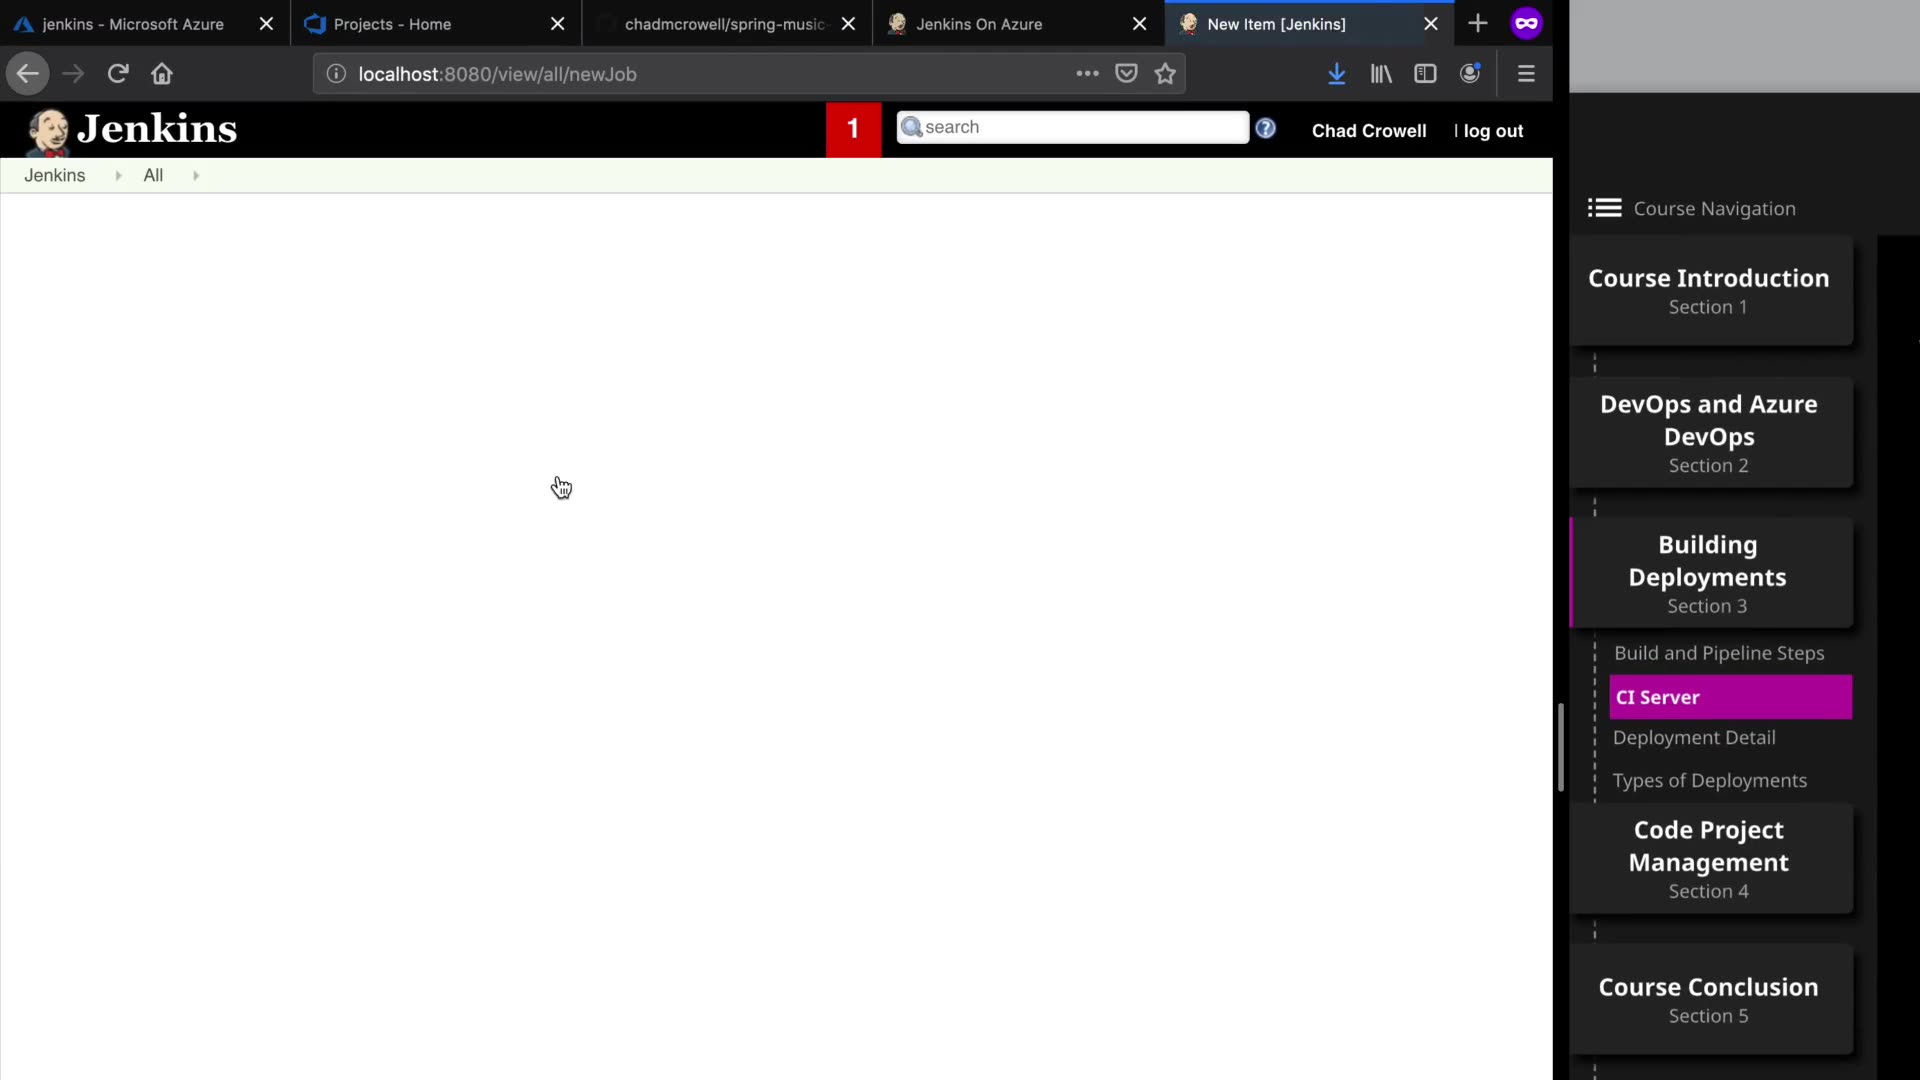 jenkins - Microsoft Azure
Projects - Home
chadmcrowell/spring-music-
Jenkins On Azure
New Item [Jenkins]
localhost:8080/view/all/newJob
Jenkins
1
search
Chad Crowell
| log out
Jenkins
All
Course Navigation
Course Introduction
Section 1
DevOps and Azure
DevOps
Section 2
Building
Deployments
Section 3
Build and Pipeline Steps
CI Server
Deployment Detail
Types of Deployments
Code Project
Management
Section 4
Course Conclusion
Section 5